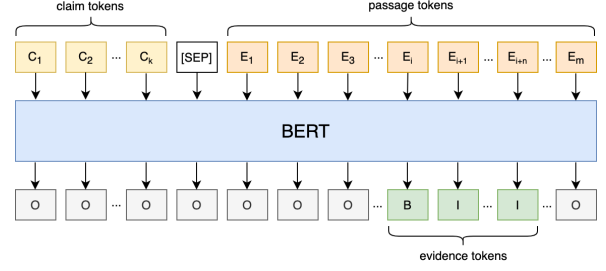 claim tokens passage tokens
C1 C2 ... Ck [SEP] E1 E2 E3 ... Ei Ei+1 ... Ei+n ... Em
BERT
O O ... O O O O O ... B I ... I ... O
evidence tokens